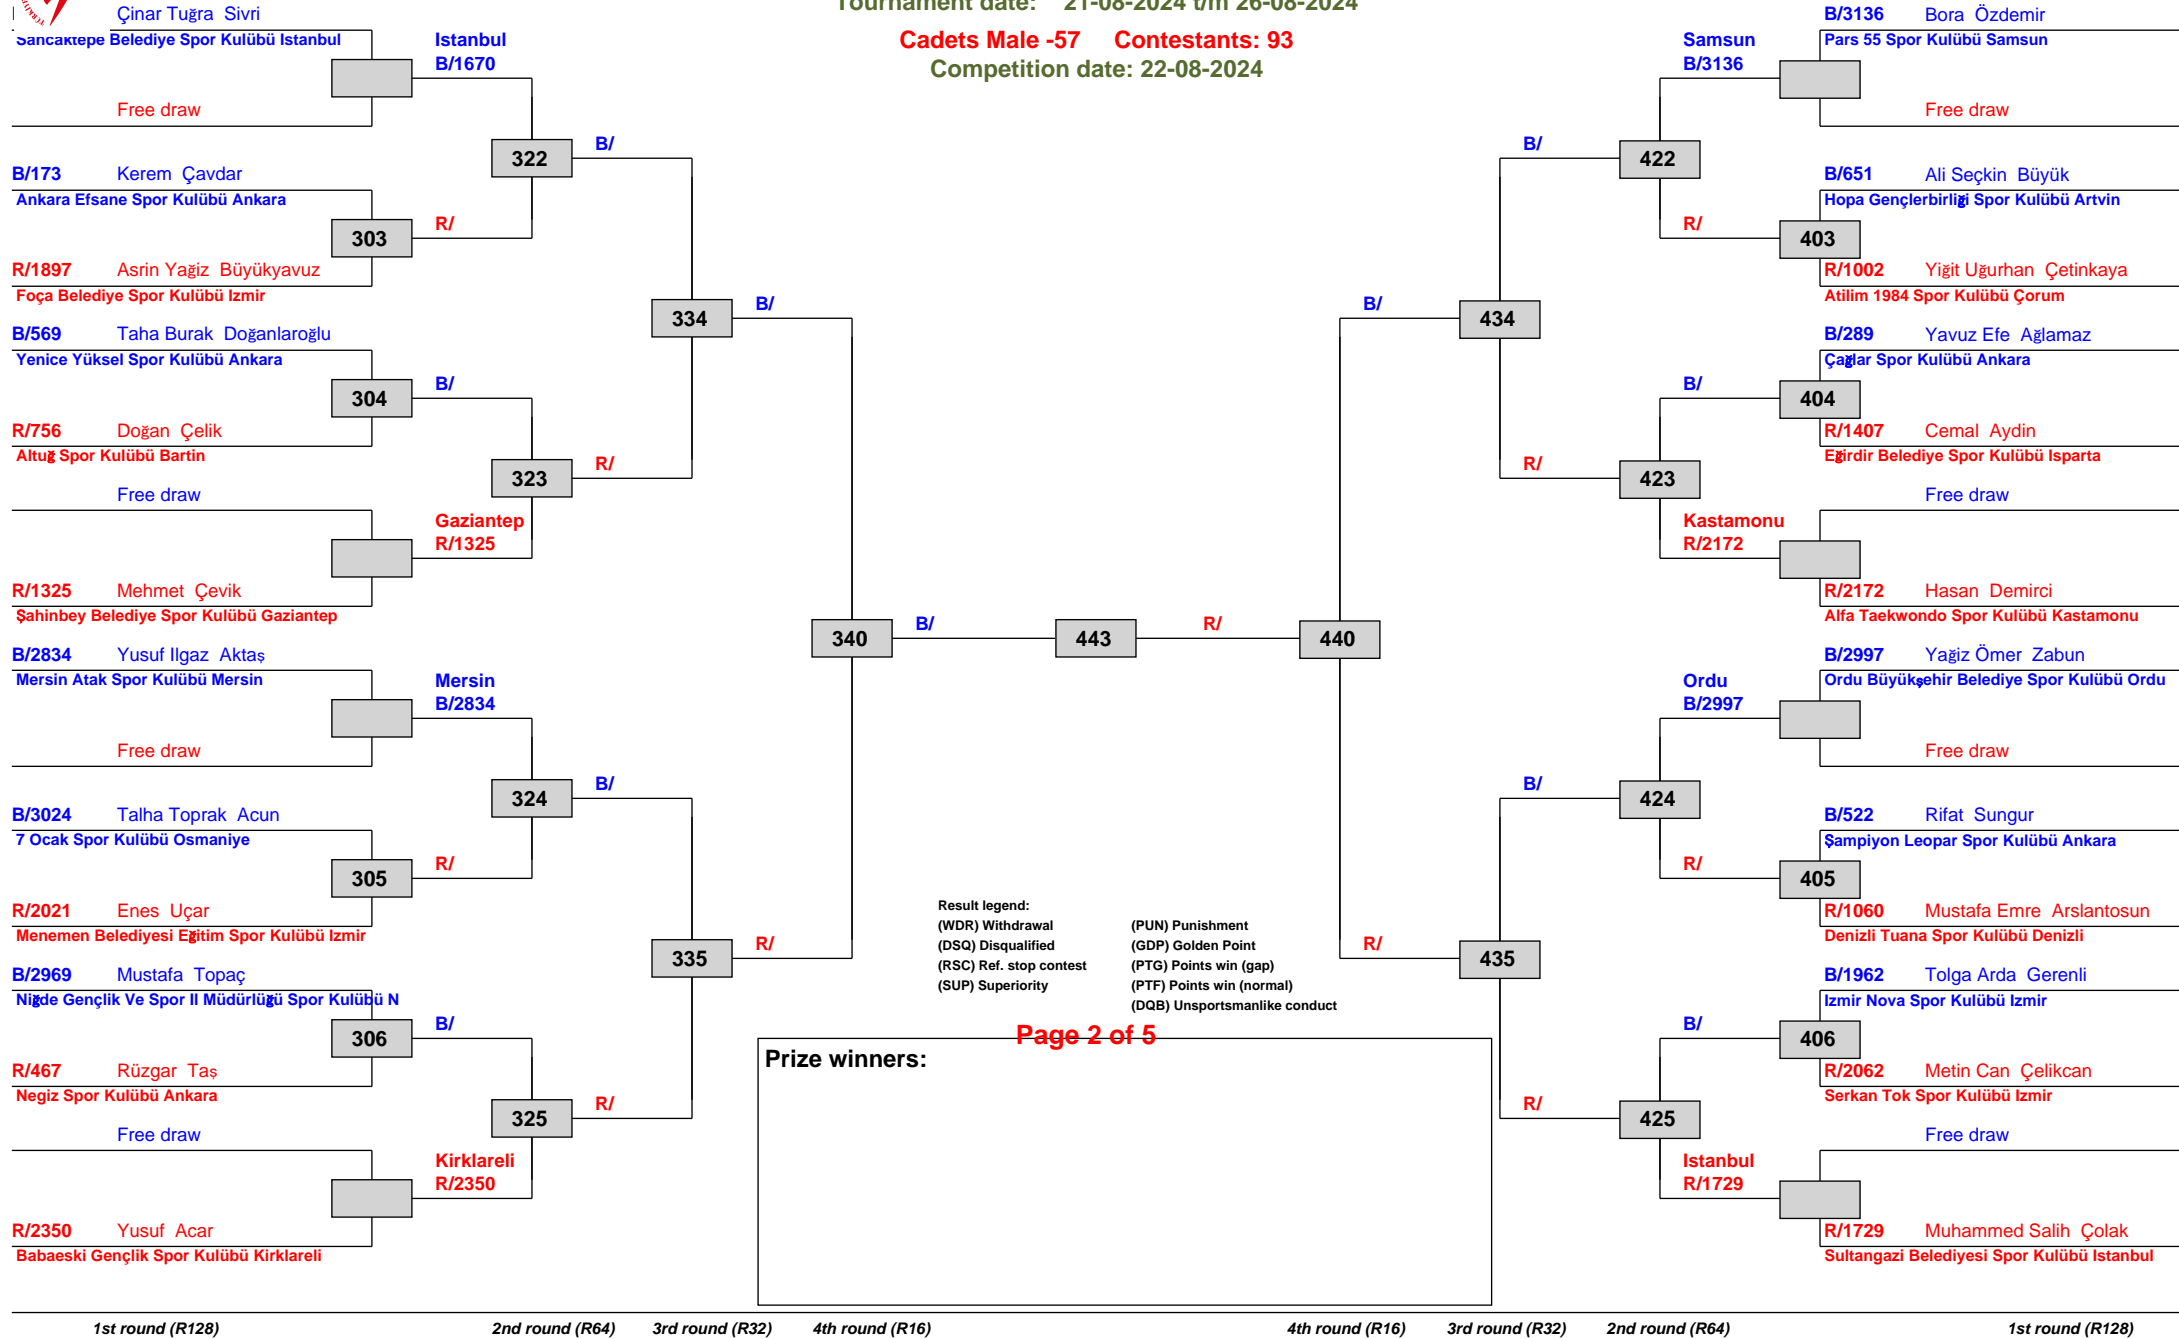 Tournament date: 21-08-2024 t/m 26-08-2024
Cadets Male -57 Contestants: 93
Competition date: 22-08-2024
Çinar Tuğra Sivri
Sancaktepe Belediye Spor Kulübü Istanbul
Istanbul
B/1670
Free draw
322
B/
B/173 Kerem Çavdar
Ankara Efsane Spor Kulübü Ankara
303
R/
R/1897 Asrin Yağiz Büyükyavuz
Foça Belediye Spor Kulübü Izmir
334
B/
B/569 Taha Burak Doğanlaroğlu
Yenice Yüksel Spor Kulübü Ankara
304
B/
R/756 Doğan Çelik
Altuğ Spor Kulübü Bartin
323
R/
Free draw
Gaziantep
R/1325
R/1325 Mehmet Çevik
Şahinbey Belediye Spor Kulübü Gaziantep
340
B/
443
R/
440
B/2834 Yusuf Ilgaz Aktaş
Mersin Atak Spor Kulübü Mersin
Mersin
B/2834
Free draw
324
B/
B/3024 Talha Toprak Acun
7 Ocak Spor Kulübü Osmaniye
305
R/
R/2021 Enes Uçar
Menemen Belediyesi Eğitim Spor Kulübü Izmir
335
R/
B/2969 Mustafa Topaç
Niğde Gençlik Ve Spor Il Müdürlüğü Spor Kulübü N
306
B/
R/467 Rüzgar Taş
Negiz Spor Kulübü Ankara
325
R/
Free draw
Kirklareli
R/2350
R/2350 Yusuf Acar
Babaeski Gençlik Spor Kulübü Kirklareli
B/3136 Bora Özdemir
Pars 55 Spor Kulübü Samsun
Samsun
B/3136
Free draw
B/
422
B/651 Ali Seçkin Büyük
Hopa Gençlerbirliği Spor Kulübü Artvin
R/
403
R/1002 Yiğit Uğurhan Çetinkaya
Atilim 1984 Spor Kulübü Çorum
B/
434
B/289 Yavuz Efe Ağlamaz
Çağlar Spor Kulübü Ankara
B/
404
R/1407 Cemal Aydin
Eğirdir Belediye Spor Kulübü Isparta
R/
423
Free draw
Kastamonu
R/2172
R/2172 Hasan Demirci
Alfa Taekwondo Spor Kulübü Kastamonu
B/2997 Yağiz Ömer Zabun
Ordu Büyükşehir Belediye Spor Kulübü Ordu
Ordu
B/2997
Free draw
B/
424
B/522 Rifat Sungur
Şampiyon Leopar Spor Kulübü Ankara
R/
405
R/1060 Mustafa Emre Arslantosun
Denizli Tuana Spor Kulübü Denizli
R/
435
B/1962 Tolga Arda Gerenli
Izmir Nova Spor Kulübü Izmir
B/
406
R/2062 Metin Can Çelikcan
Serkan Tok Spor Kulübü Izmir
R/
425
Free draw
Istanbul
R/1729
R/1729 Muhammed Salih Çolak
Sultangazi Belediyesi Spor Kulübü Istanbul
Result legend:
(WDR) Withdrawal (PUN) Punishment
(DSQ) Disqualified (GDP) Golden Point
(RSC) Ref. stop contest (PTG) Points win (gap)
(SUP) Superiority (PTF) Points win (normal)
(DQB) Unsportsmanlike conduct
Page 2 of 5
Prize winners:
1st round (R128) 2nd round (R64) 3rd round (R32) 4th round (R16) 4th round (R16) 3rd round (R32) 2nd round (R64) 1st round (R128)